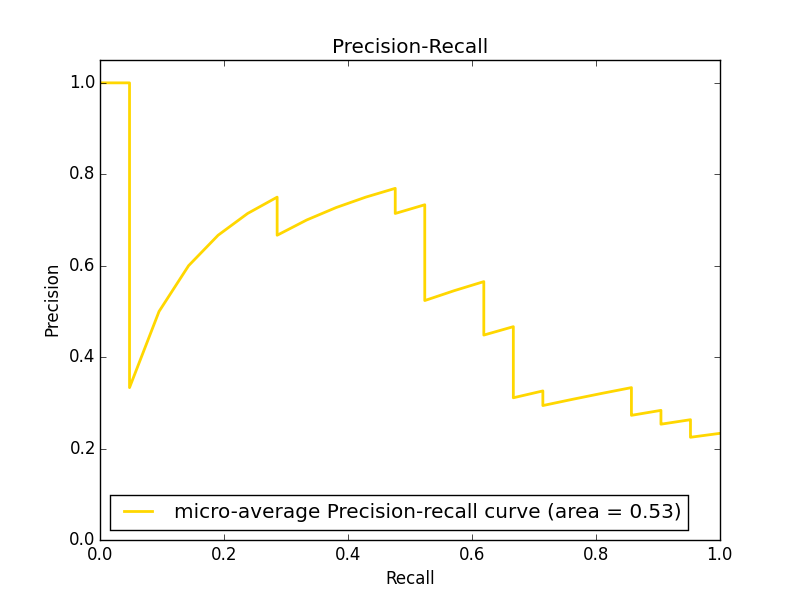 Precision-Recall
1.0
0.8
0.6
0.4
0.2
0.0
Precision
micro-average Precision-recall curve (area = 0.53)
0.0 0.2 0.4 0.6 0.8 1.0
Recall